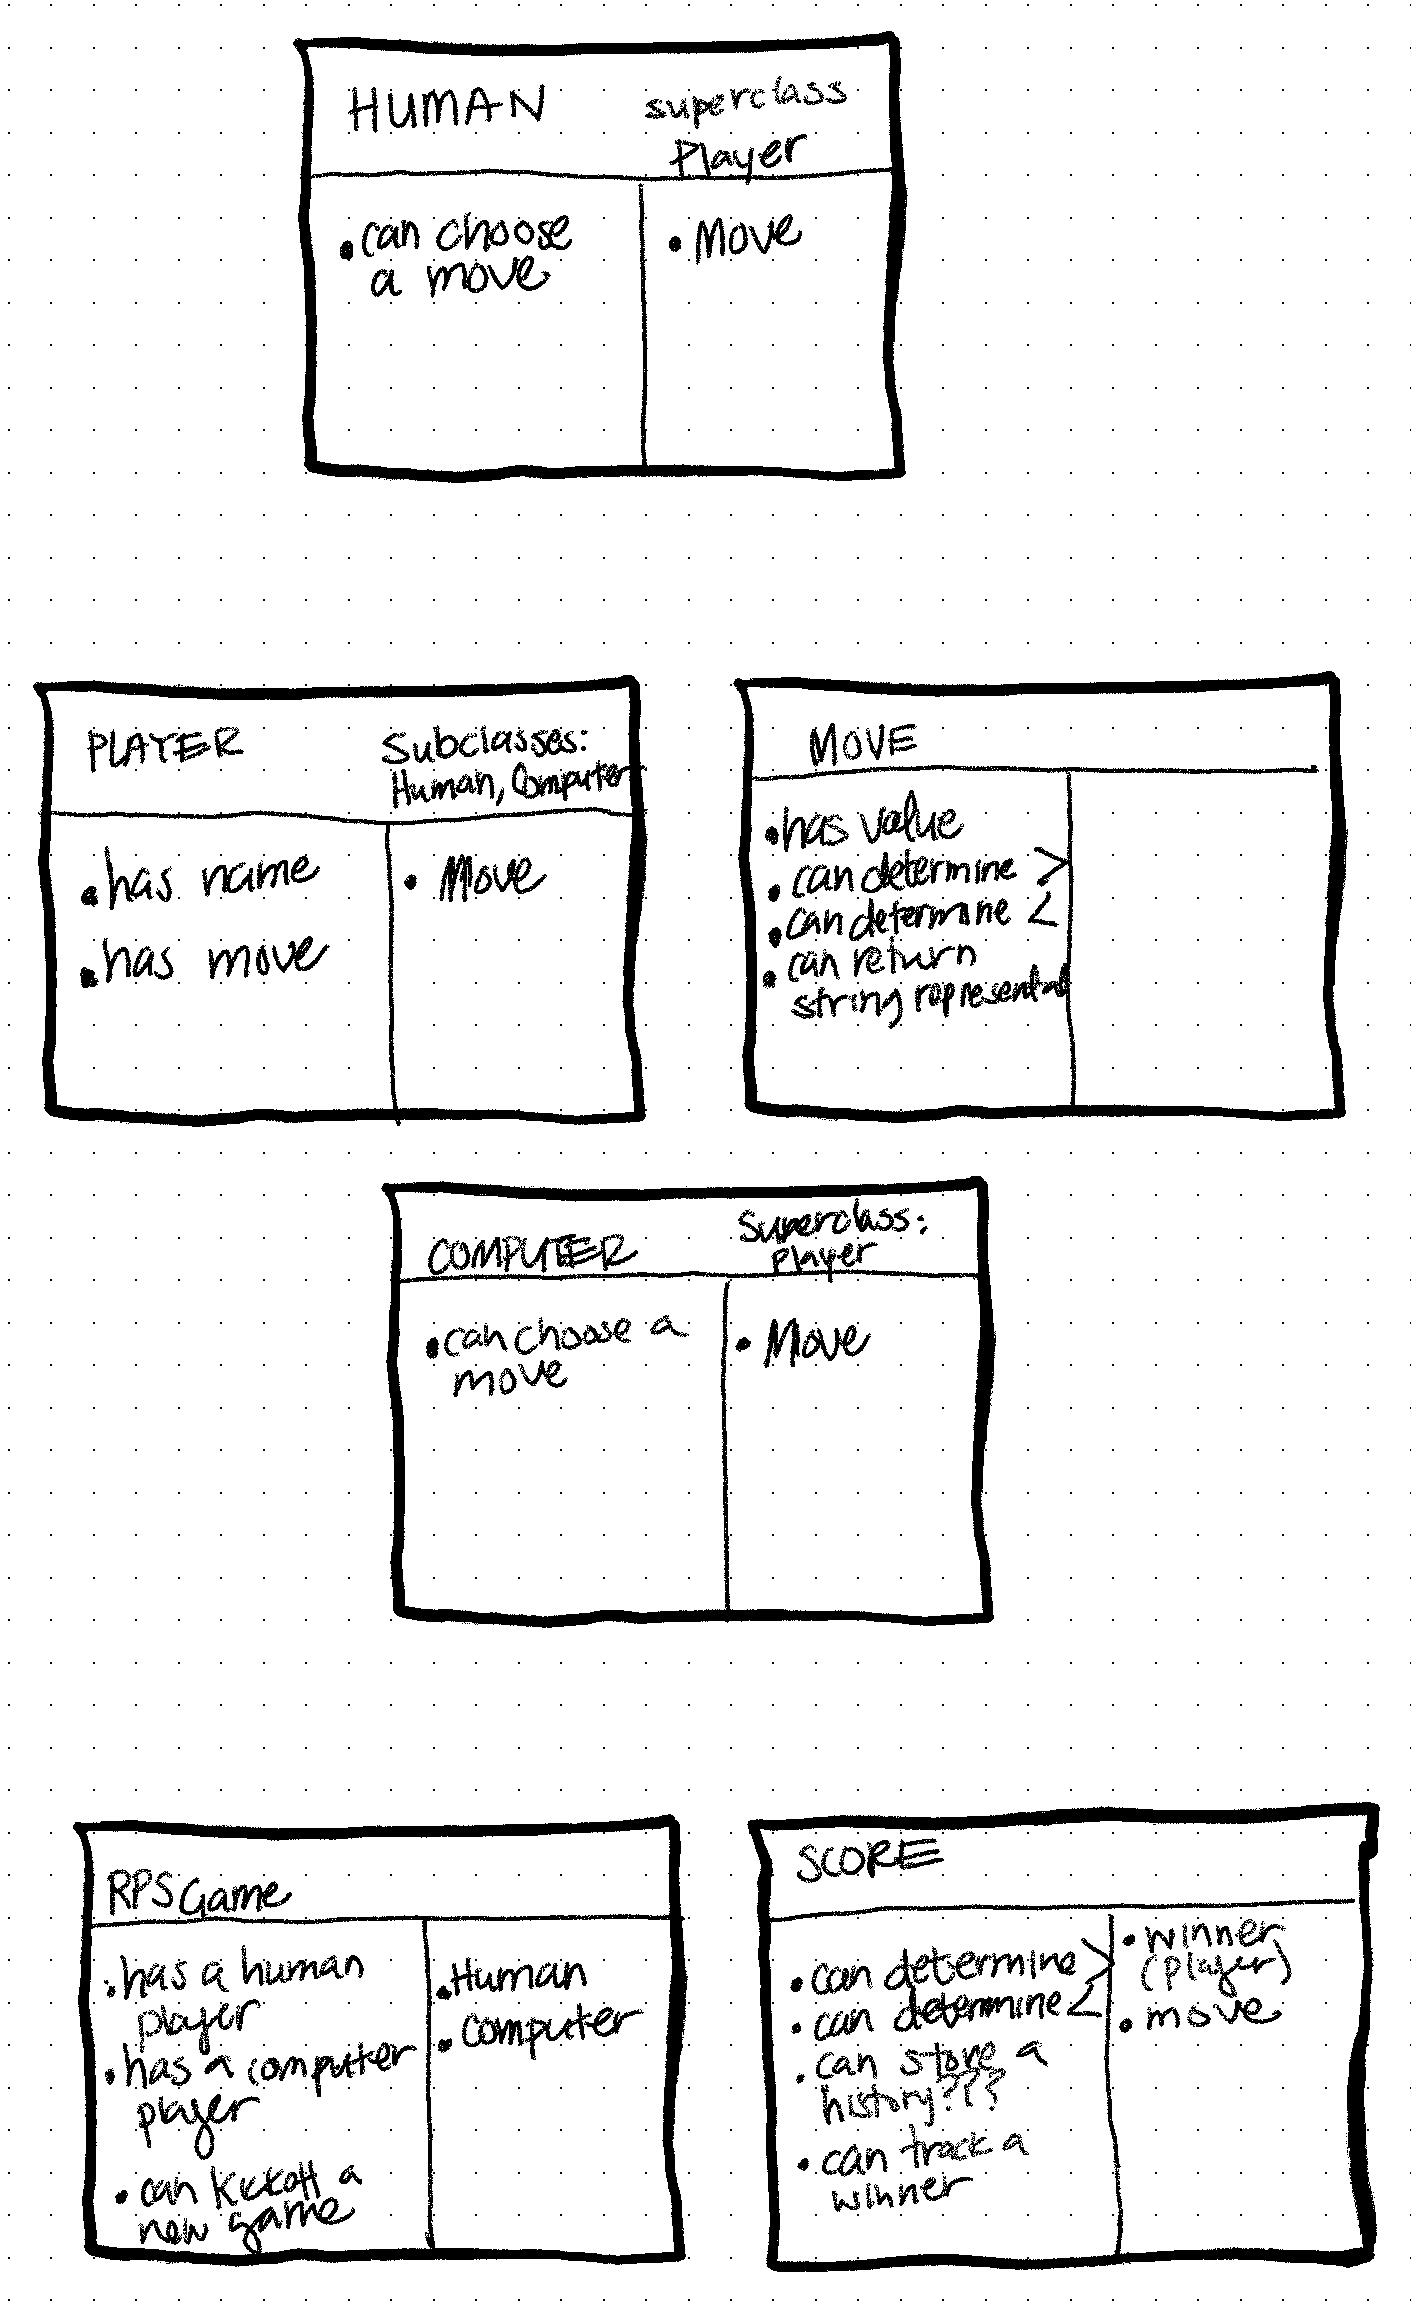 HUMAN superclass
Player
• can choose
a move
• Move
PLAYER Subclasses:
Human, Computer
• has name
• has move
• Move
MOVE
• has value
• can determine >
• can determine <
• can return
string representat
COMPUTER Superclass:
Player
• can choose a
move
• Move
RPSGame
• has a human
player
• has a computer
player
• can kickoff a
new game
• Human
• Computer
SCORE
• can determine >
• can determine <
• can store a
history???
• can track a
winner
• winner
(player)
• move